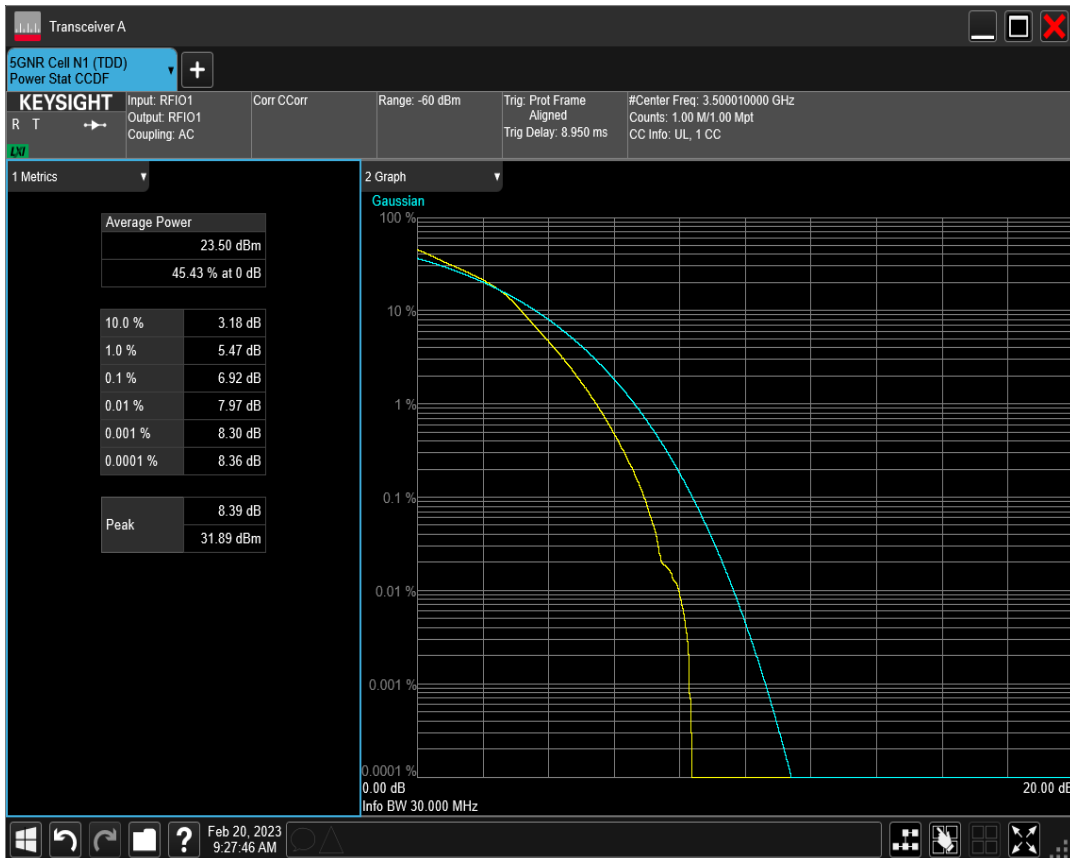 Transceiver A
5GNR Cell N1 (TDD)
Power Stat CCDF
+
KEYSIGHT
R T
LXI
Input: RFIO1
Output: RFIO1
Coupling: AC
Corr CCorr
Range: -60 dBm
Trig: Prot Frame
Aligned
Trig Delay: 8.950 ms
#Center Freq: 3.500010000 GHz
Counts: 1.00 M/1.00 Mpt
CC Info: UL, 1 CC
1 Metrics
Average Power
23.50 dBm
45.43 % at 0 dB
10.0 % 3.18 dB
1.0 % 5.47 dB
0.1 % 6.92 dB
0.01 % 7.97 dB
0.001 % 8.30 dB
0.0001 % 8.36 dB
Peak
8.39 dB
31.89 dBm
2 Graph
Gaussian
100 %
10 %
1 %
0.1 %
0.01 %
0.001 %
0.0001 %
0.00 dB 20.00 dB
Info BW 30.000 MHz
?
Feb 20, 2023
9:27:46 AM